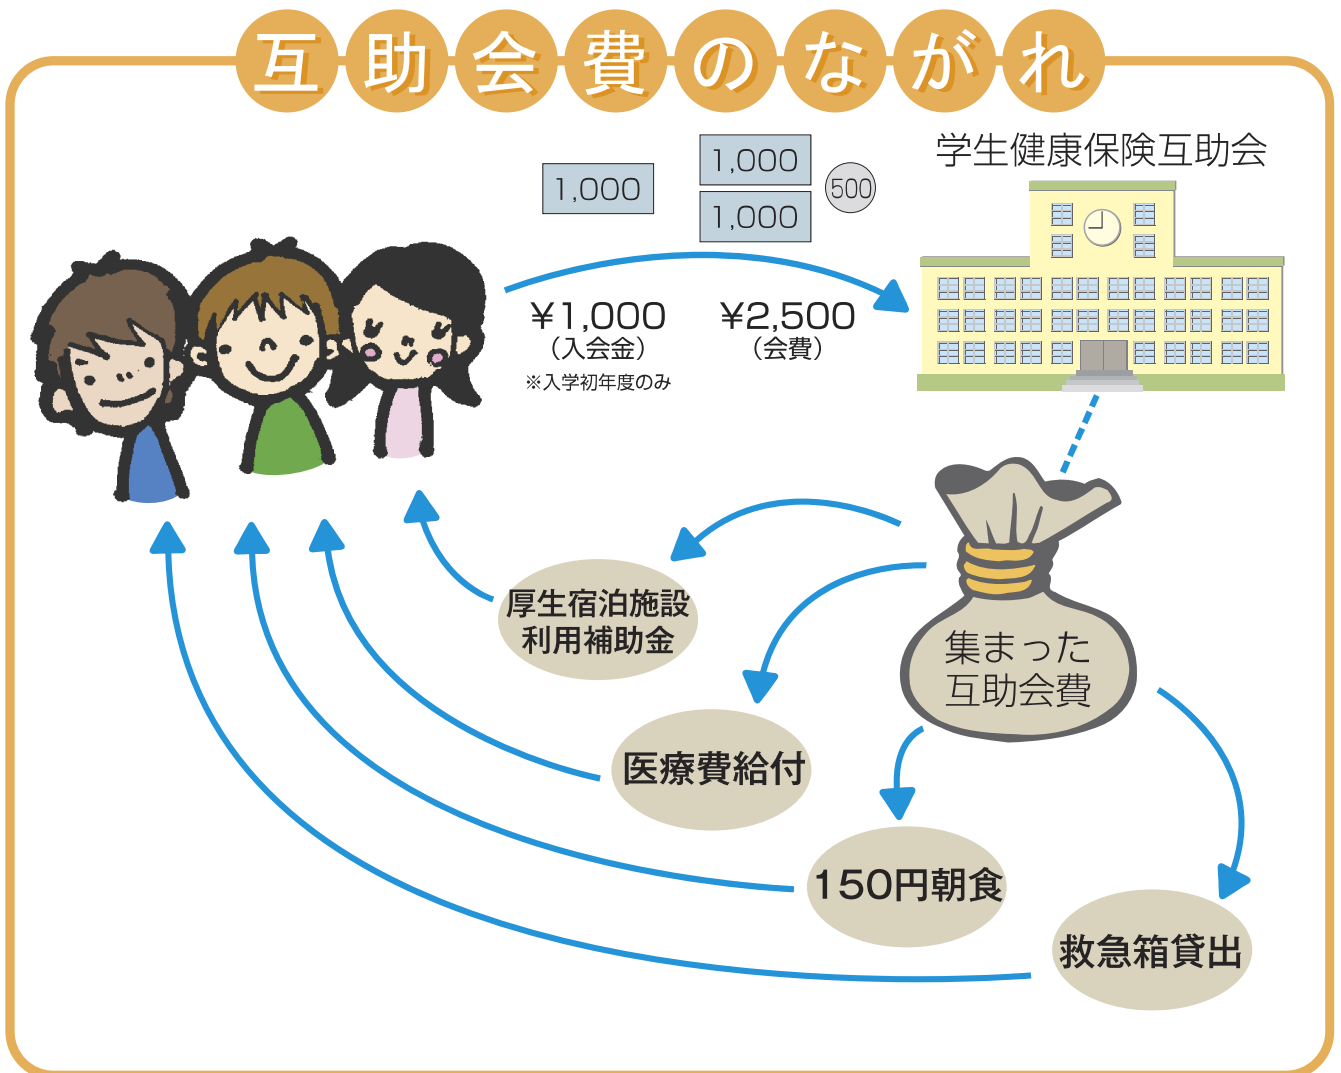 互助会費のながれ
学生健康保険互助会
1,000
1,000
1,000
500
¥1,000
（入会金）
※入学初年度のみ
¥2,500
（会費）
厚生宿泊施設
利用補助金
集まった
互助会費
医療費給付
150円朝食
救急箱貸出